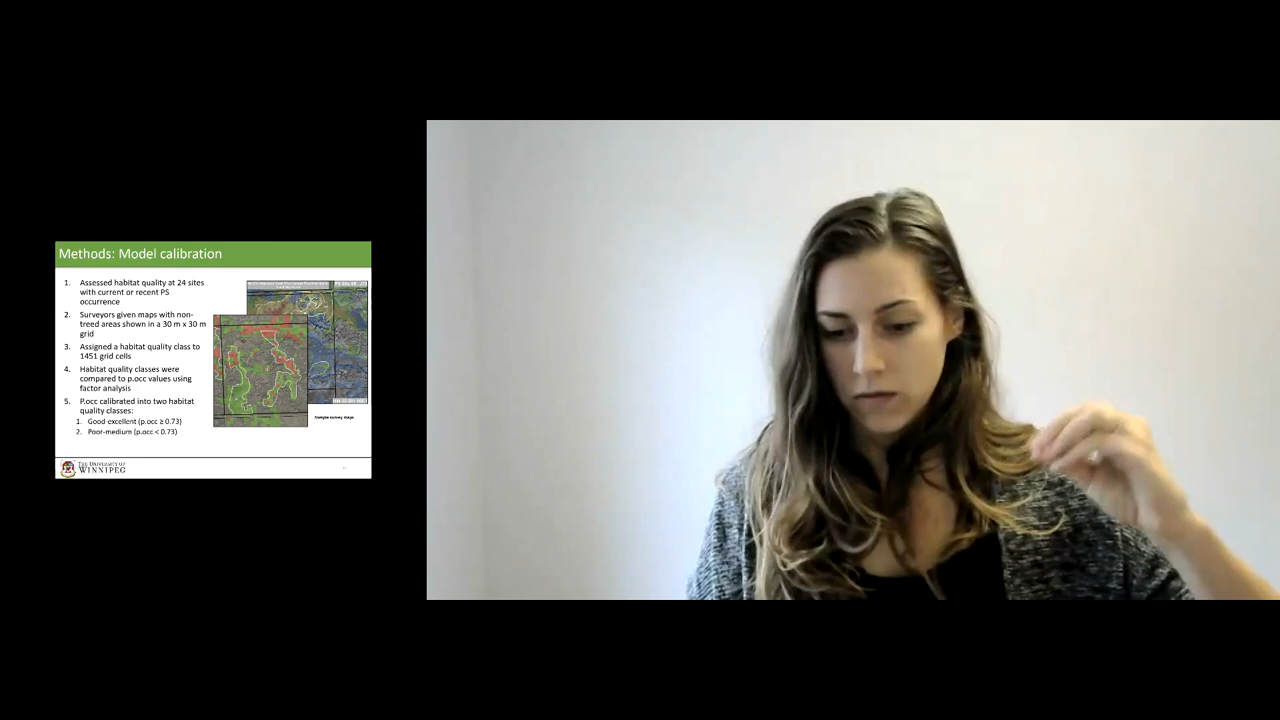 Methods: Model calibration
1. Assessed habitat quality at 24 sites
with current or recent PS
occurrence
2. Surveyors given maps with non-
treed areas shown in a 30 m x 30 m
grid
3. Assigned a habitat quality class to
1451 grid cells
4. Habitat quality classes were
compared to p.occ values using
factor analysis
5. P.occ calibrated into two habitat
quality classes:
1. Good-excellent (p.occ ≥ 0.73)
2. Poor-medium (p.occ < 0.73)
Sample survey maps
THE UNIVERSITY OF
WINNIPEG